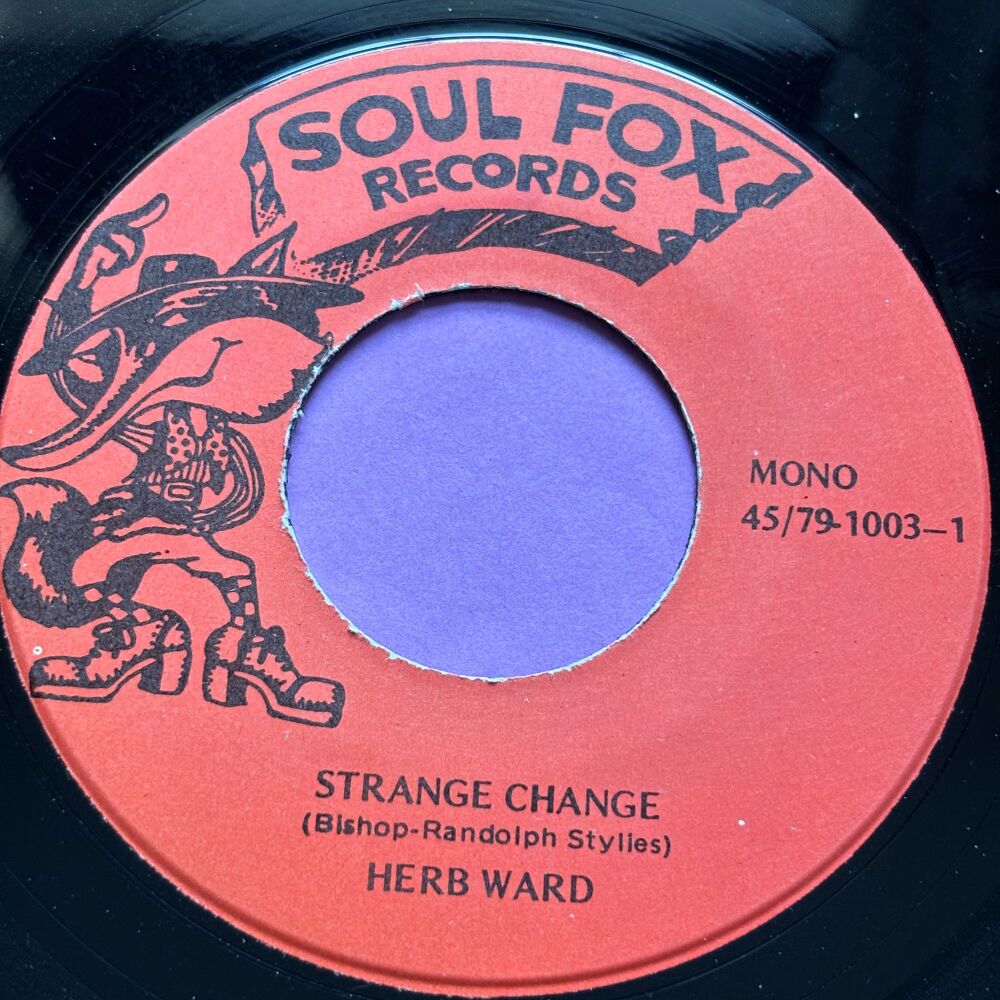 SOUL FOX
RECORDS
MONO
45/79-1003-1
STRANGE CHANGE
(Bishop-Randolph Stylies)
HERB WARD